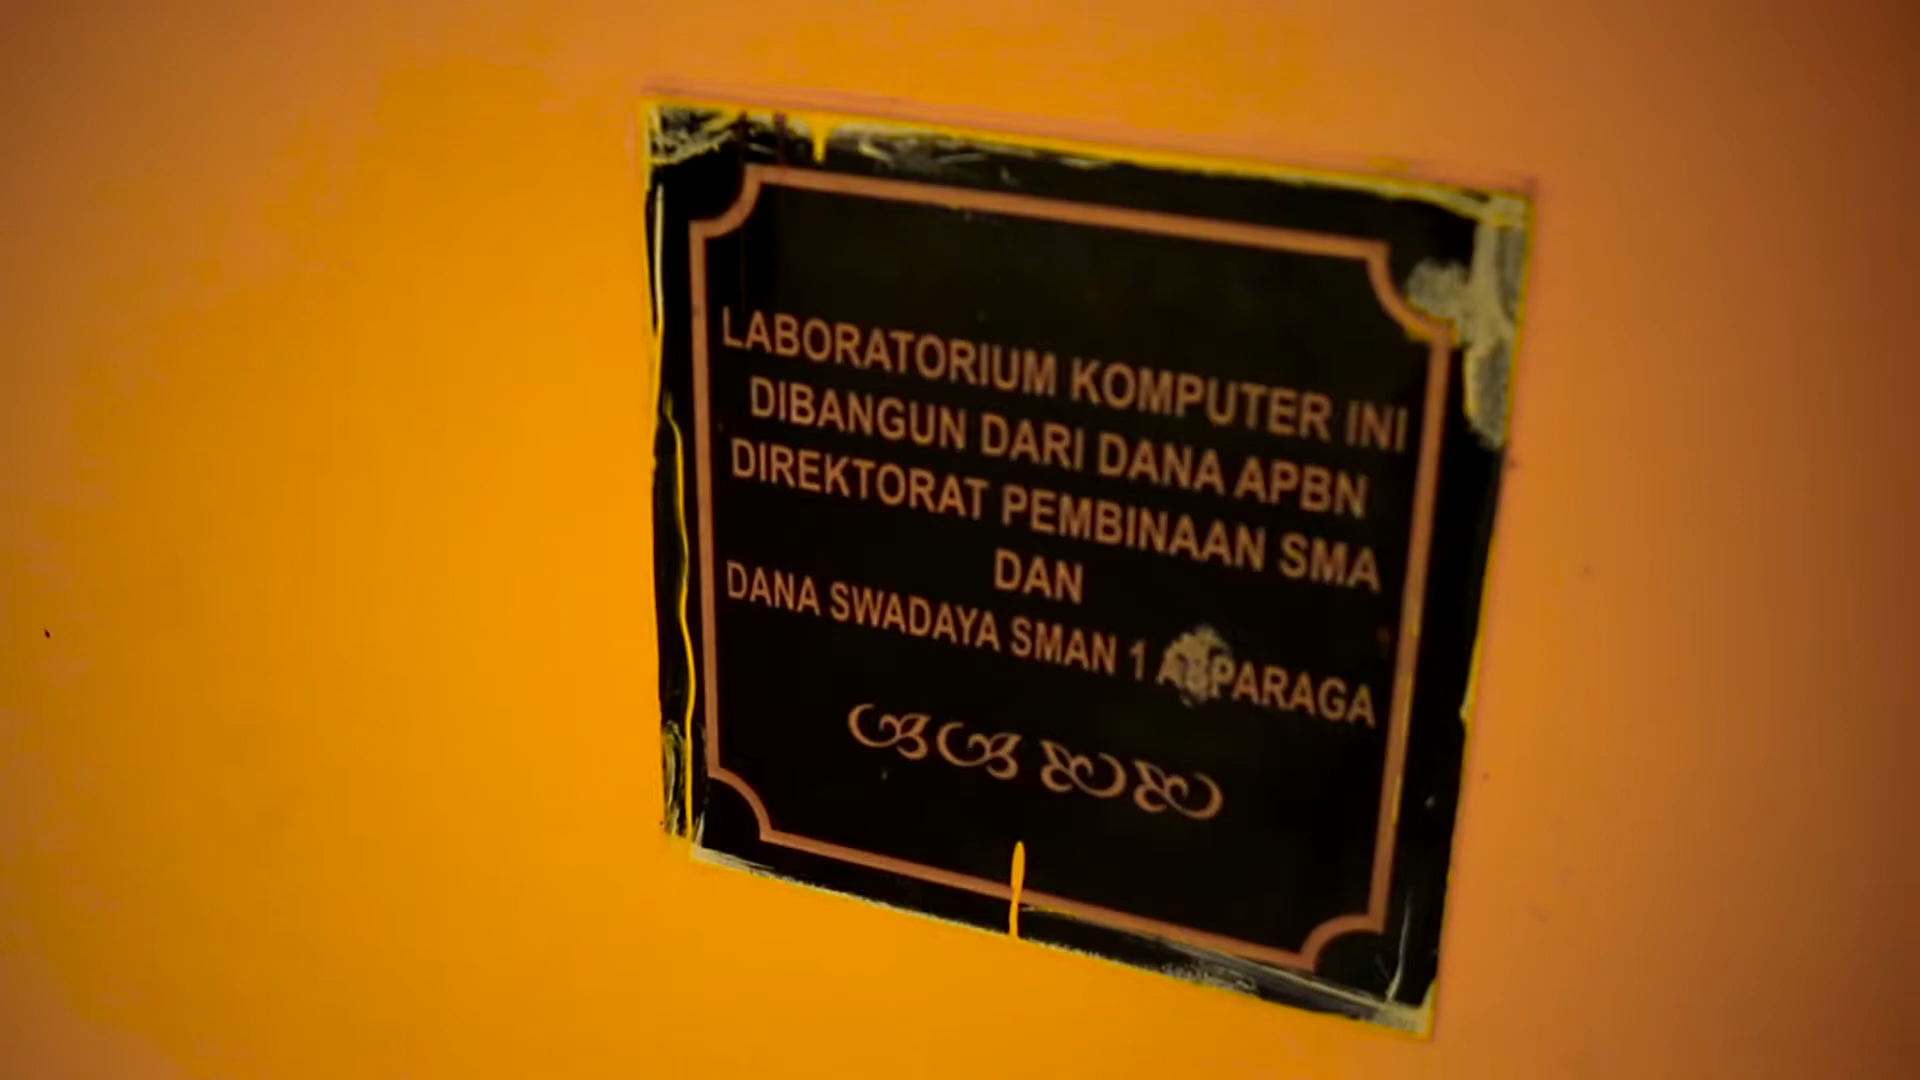 LABORATORIUM KOMPUTER INI
DIBANGUN DARI DANA APBN
DIREKTORAT PEMBINAAN SMA
DAN
DANA SWADAYA SMAN 1